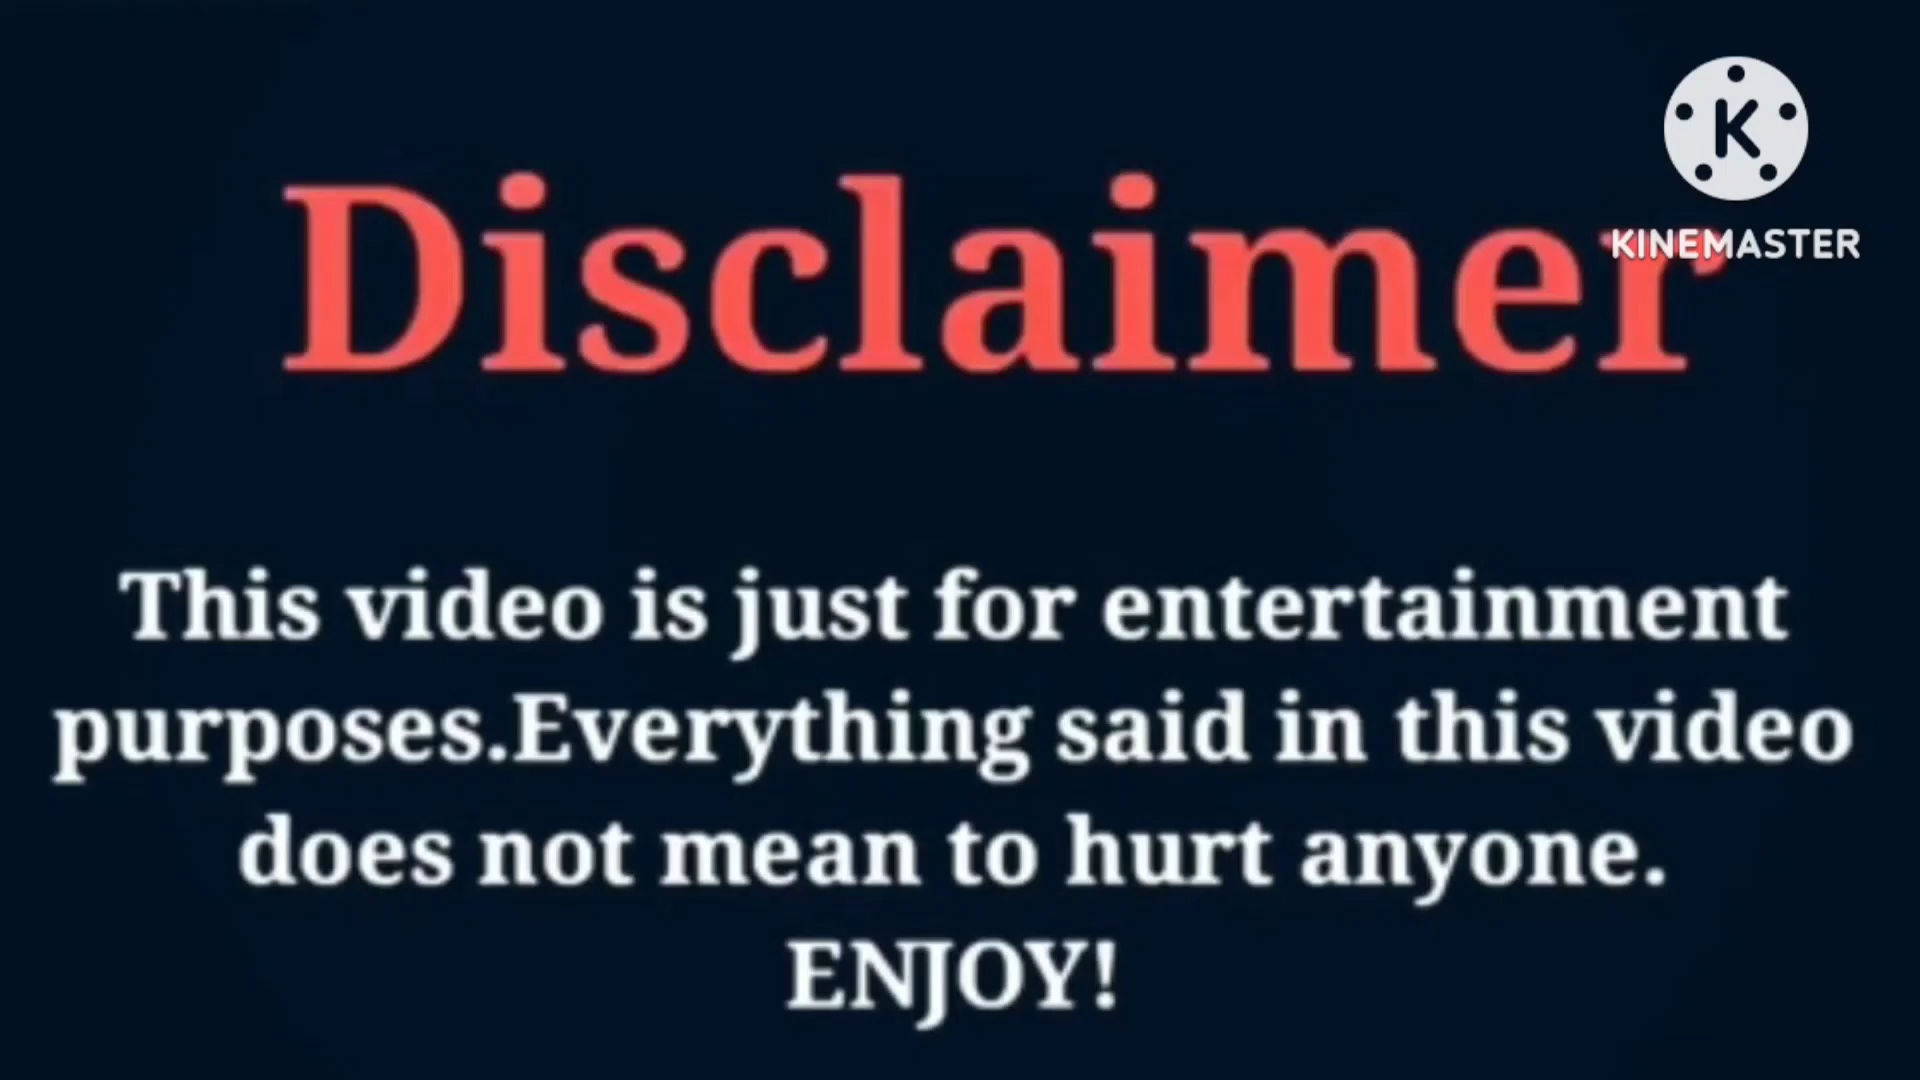 K
KINEMASTER
Disclaimer
This video is just for entertainment
purposes.Everything said in this video
does not mean to hurt anyone.
ENJOY!